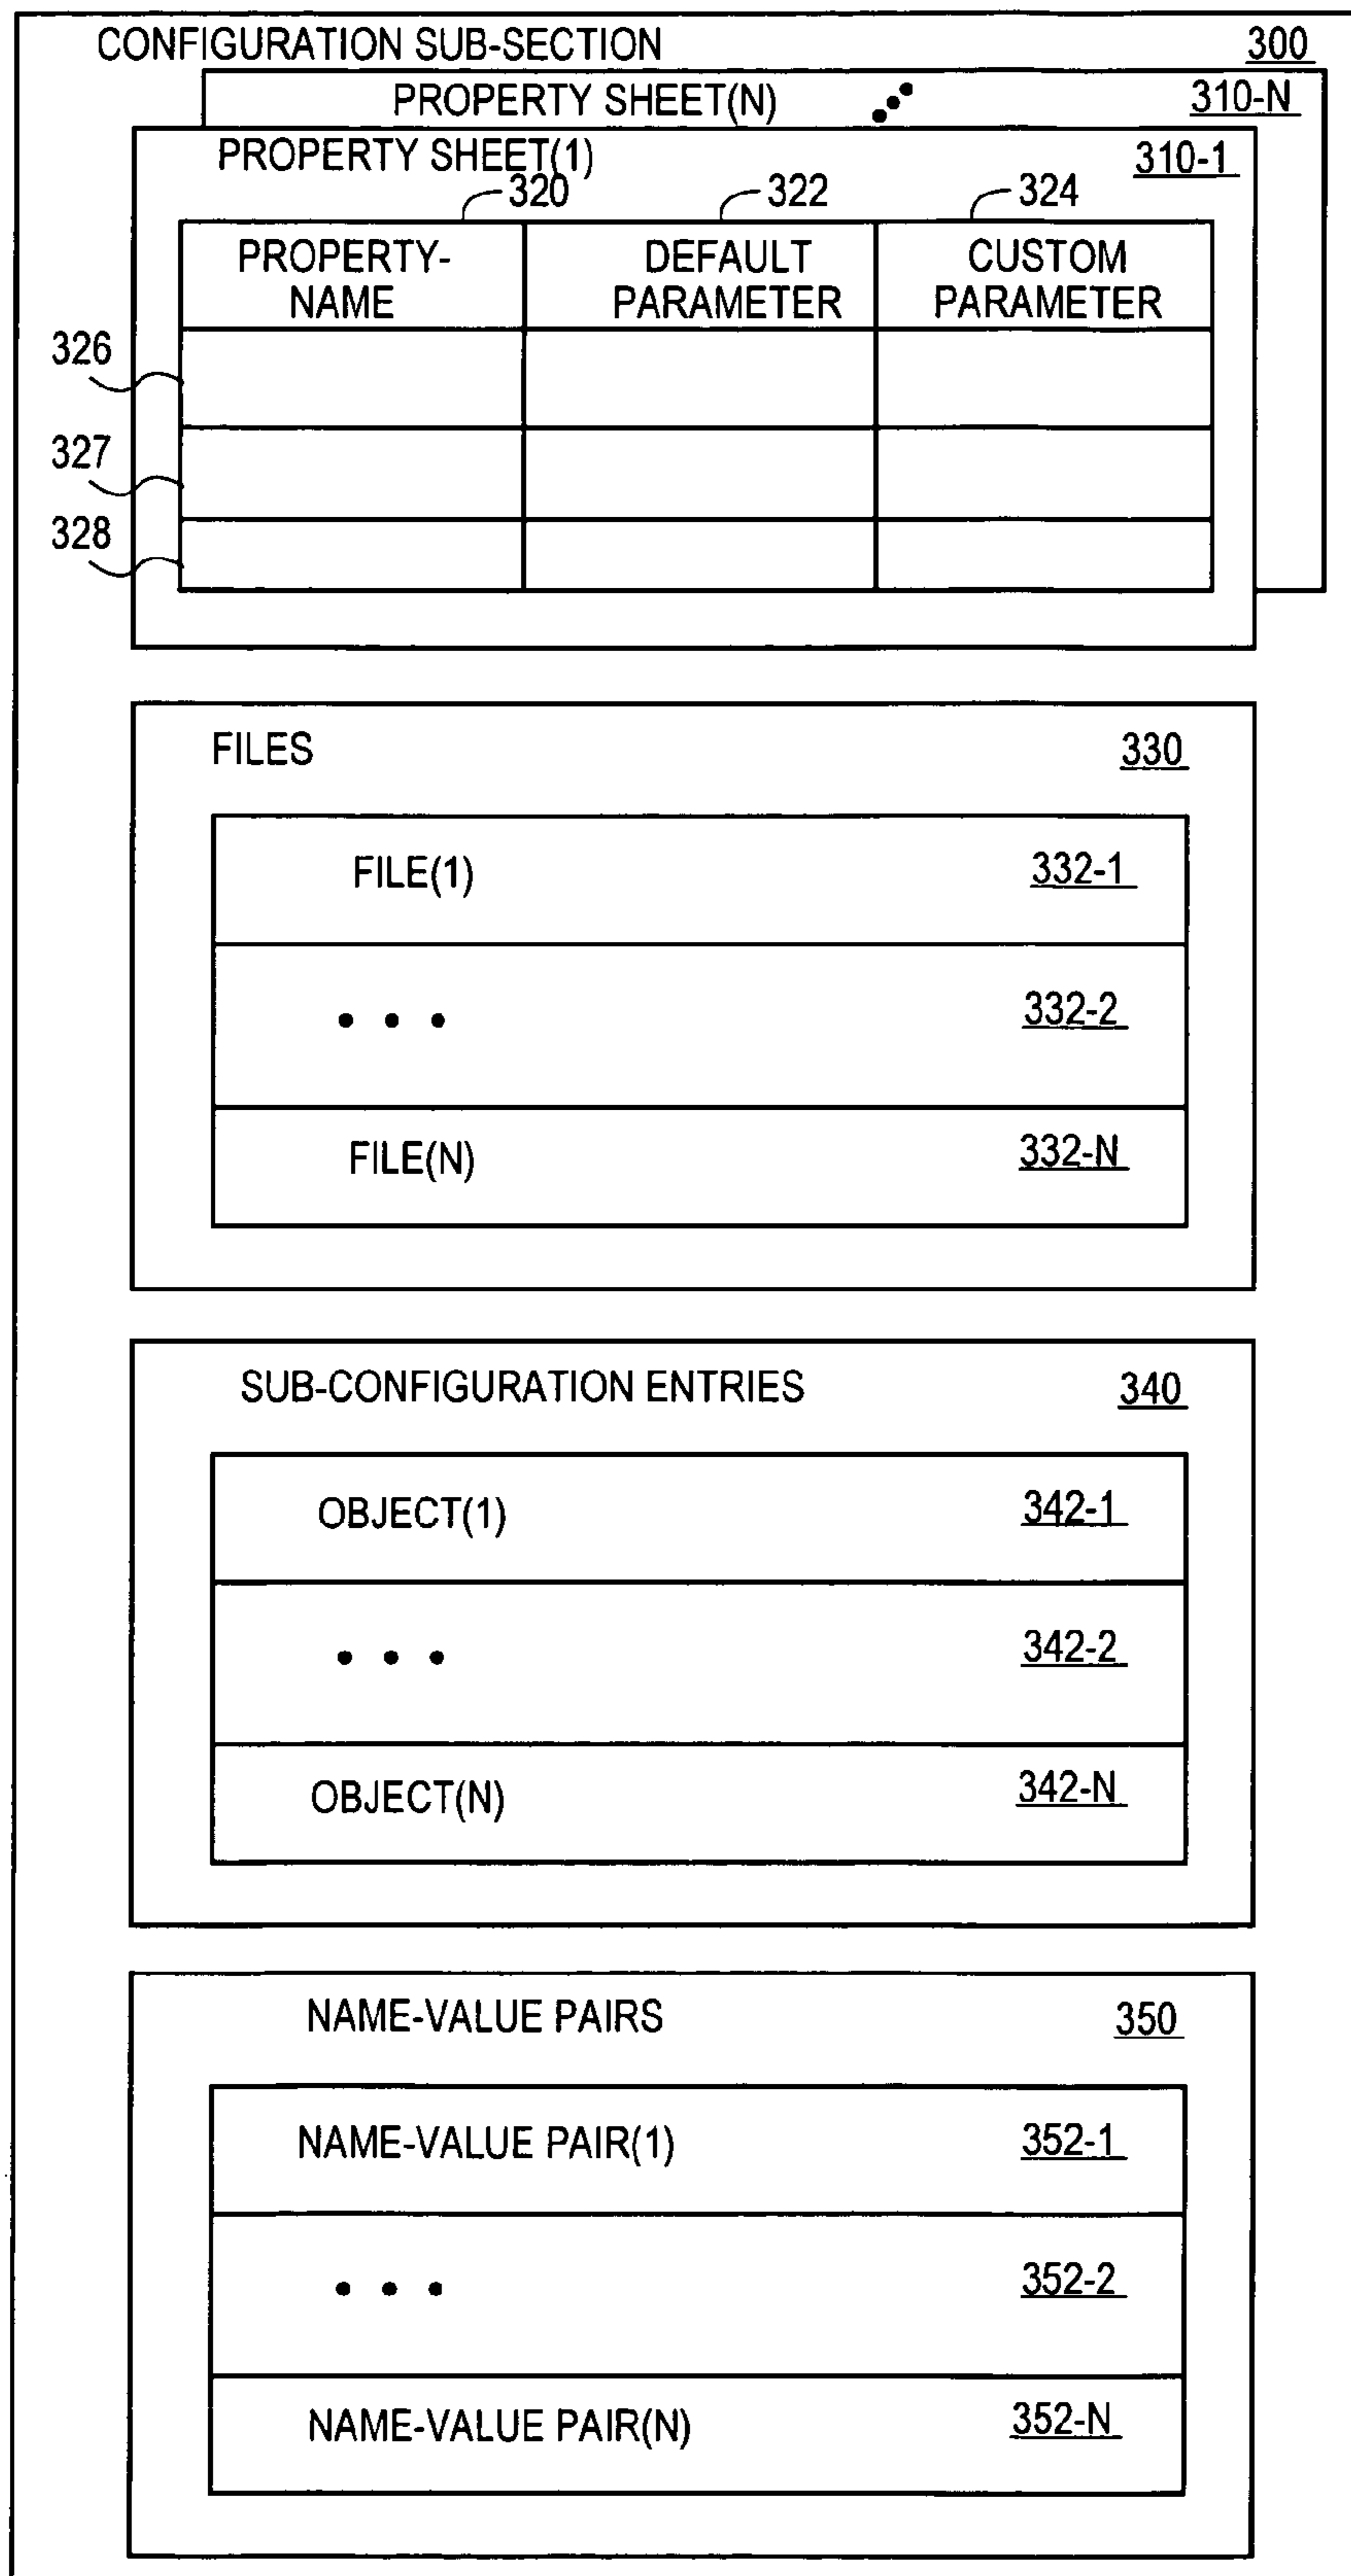 CONFIGURATION SUB-SECTION 300
PROPERTY SHEET(N) 310-N
PROPERTY SHEET(1) 310-1
320 322 324
PROPERTY-NAME DEFAULT PARAMETER CUSTOM PARAMETER
326
327
328
FILES 330
FILE(1) 332-1
• • • 332-2
FILE(N) 332-N
SUB-CONFIGURATION ENTRIES 340
OBJECT(1) 342-1
• • • 342-2
OBJECT(N) 342-N
NAME-VALUE PAIRS 350
NAME-VALUE PAIR(1) 352-1
• • • 352-2
NAME-VALUE PAIR(N) 352-N